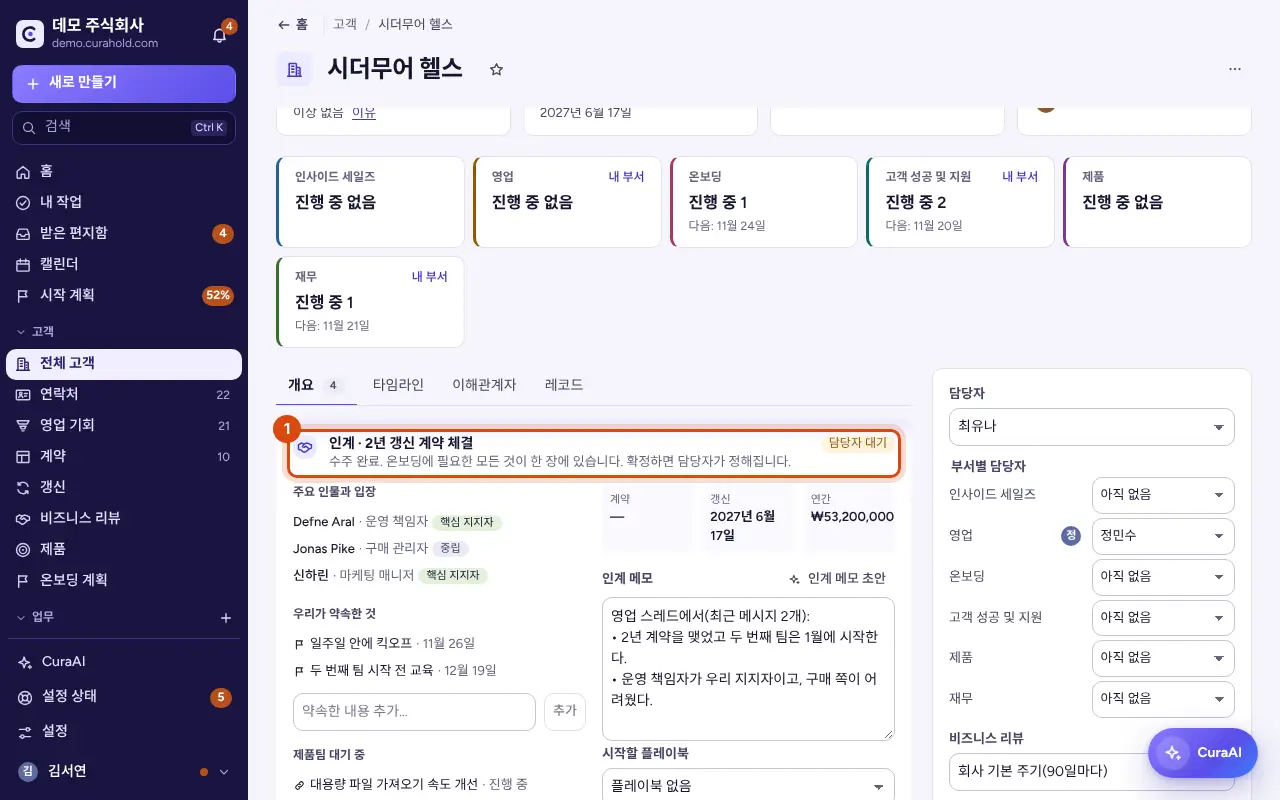 데모 주식회사
demo.curahold.com
4
+ 새로 만들기
검색
Ctrl K
홈
내 작업
받은 편지함 4
캘린더
시작 계획 52%
고객
전체 고객
연락처 22
영업 기회 21
계약 10
갱신
비즈니스 리뷰
제품
온보딩 계획
업무 +
CuraAI
설정 상태 5
설정
김 김서연
← 홈 고객 / 시더무어 헬스
시더무어 헬스
이상 없음 이유
2027년 6월 17일
인사이드 세일즈
진행 중 없음
영업 내 부서
진행 중 없음
온보딩
진행 중 1
다음: 11월 24일
고객 성공 및 지원 내 부서
진행 중 2
다음: 11월 20일
제품
진행 중 없음
재무 내 부서
진행 중 1
다음: 11월 21일
개요 4 타임라인 이해관계자 레코드
1
인계 · 2년 갱신 계약 체결 담당자 대기
수주 완료. 온보딩에 필요한 모든 것이 한 장에 있습니다. 확정하면 담당자가 정해집니다.
주요 인물과 입장
Defne Aral · 운영 책임자 핵심 지지자
Jonas Pike · 구매 관리자 중립
신하린 · 마케팅 매니저 핵심 지지자
우리가 약속한 것
일주일 안에 킥오프 · 11월 26일
두 번째 팀 시작 전 교육 · 12월 19일
약속한 내용 추가... 추가
제품팀 대기 중
대용량 파일 가져오기 속도 개선 · 진행 중
계약
—
갱신
2027년 6월
17일
연간
₩53,200,000
인계 메모 인계 메모 초안
영업 스레드에서(최근 메시지 2개):
• 2년 계약을 맺었고 두 번째 팀은 1월에 시작한
다.
• 운영 책임자가 우리 지지자이고, 구매 쪽이 어
려웠다.
시작할 플레이북
플레이북 없음
담당자
최유나
부서별 담당자
인사이드 세일즈 아직 없음
영업 정 정민수
온보딩 아직 없음
고객 성공 및 지원 아직 없음
제품 아직 없음
재무 아직 없음
비즈니스 리뷰
회사 기본 주기(90일마다)
CuraAI